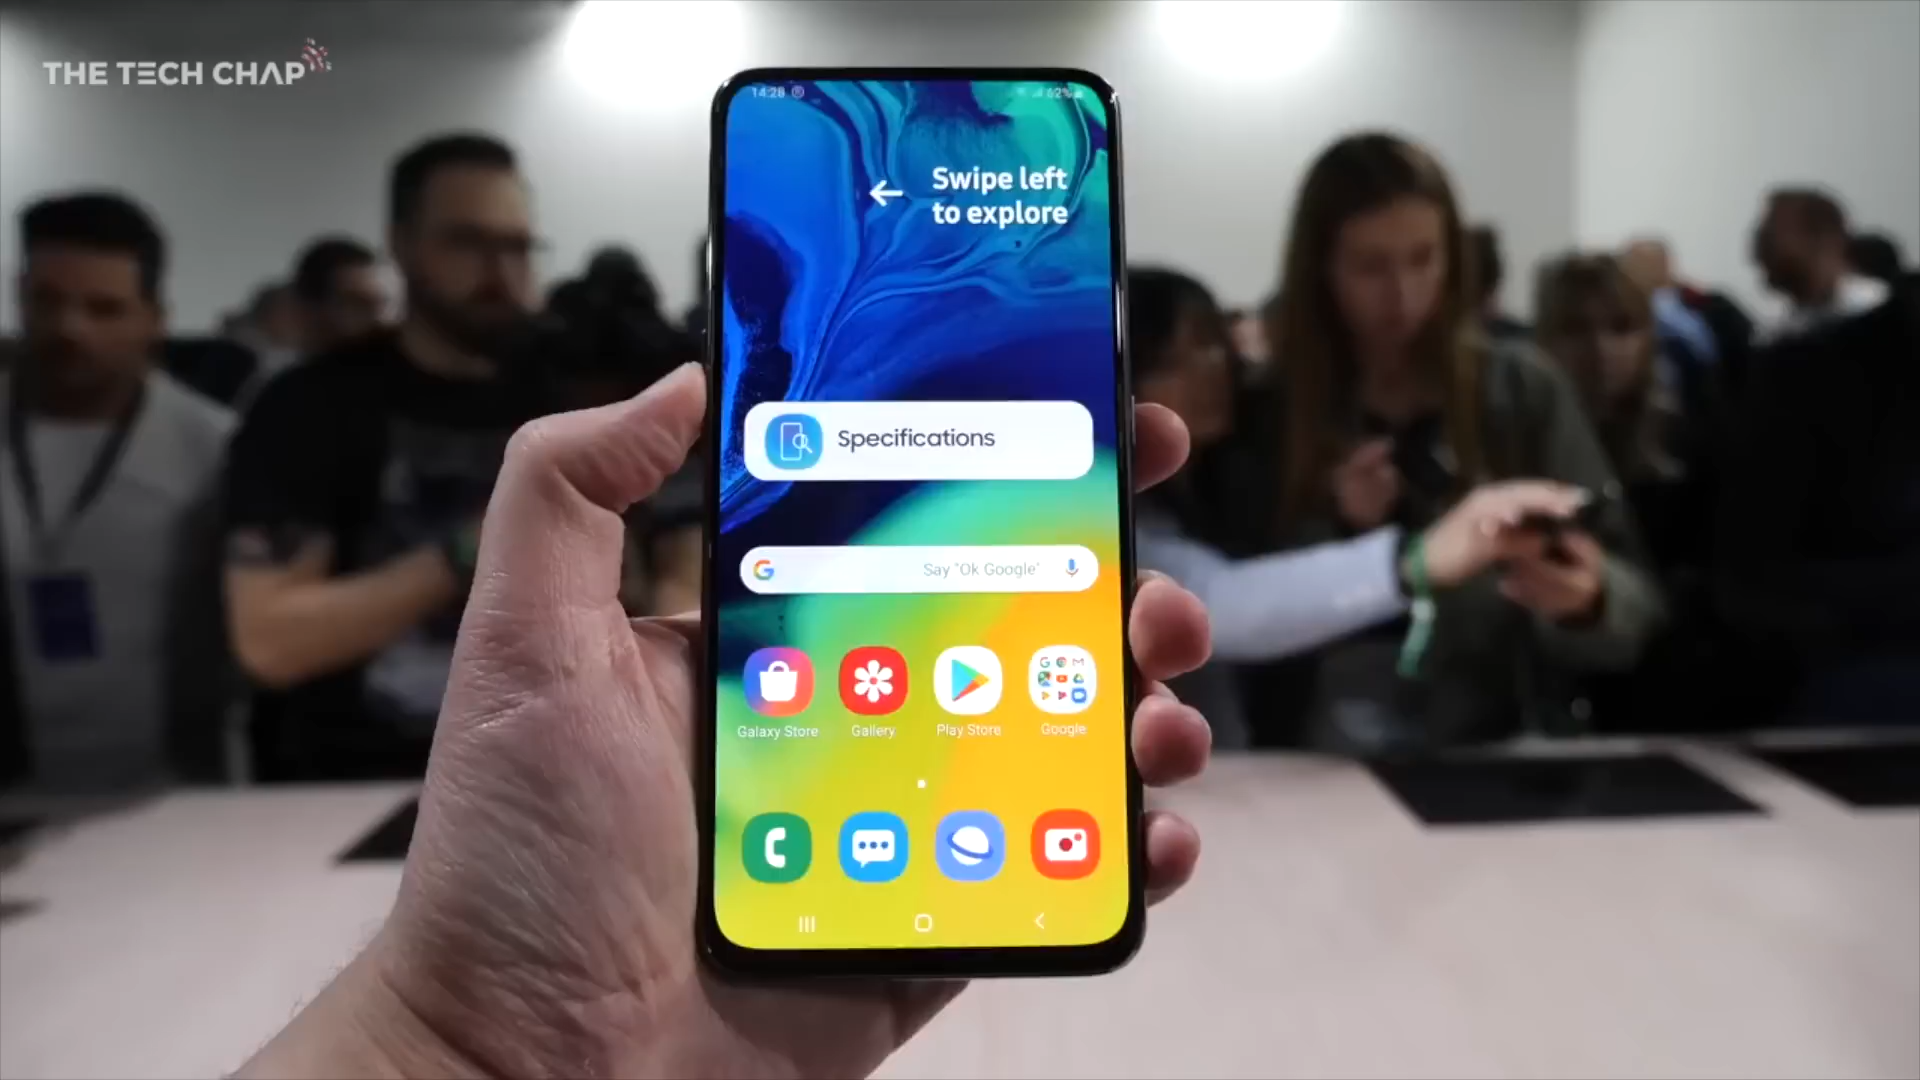 THE TECH CHAP
14:28
62%
Swipe left
to explore
Specifications
Say "Ok Google"
Galaxy Store
Gallery
Play Store
Google